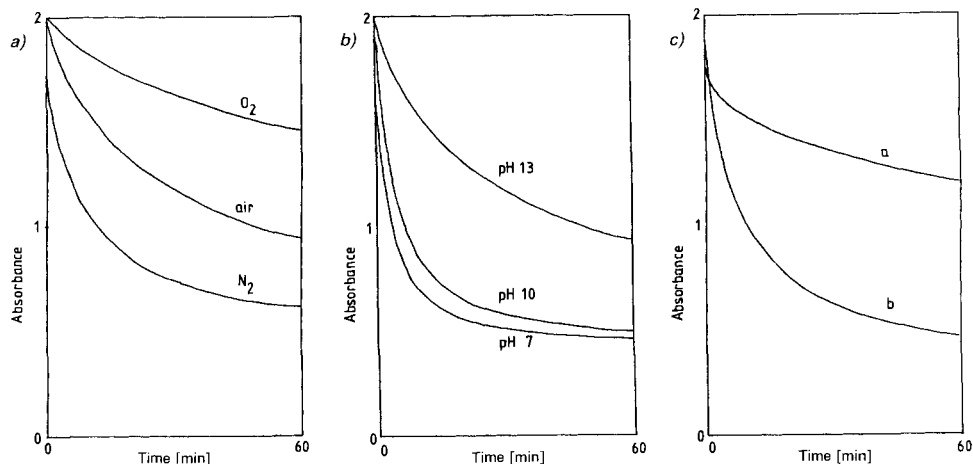 a)
2
1
0
Absorbance
O2
air
N2
0
60
Time [min]
b)
2
1
0
Absorbance
pH 13
pH 10
pH 7
0
60
Time [min]
c)
2
1
0
Absorbance
a
b
0
60
Time [min]